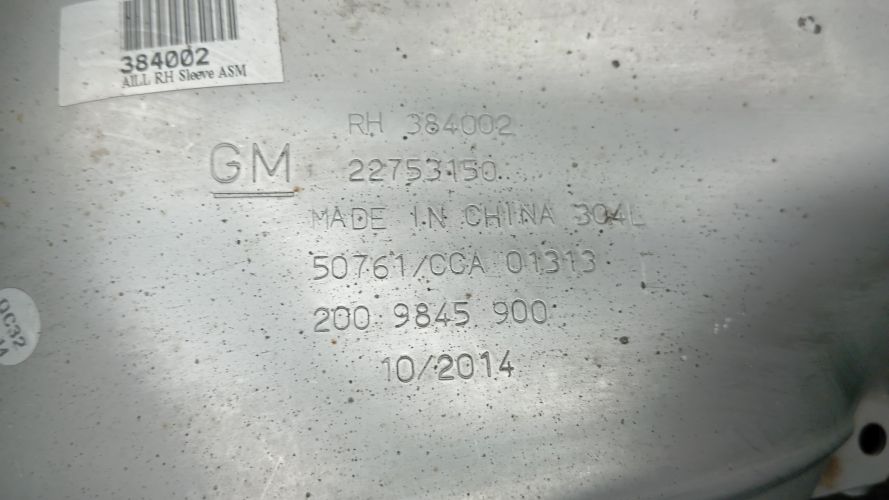 384002
AILL RH Sleeve ASM
RH 384002
GM 22753150
MADE IN CHINA 304L
50761/CCA 01313
200 9845 900
10/2014
QC32